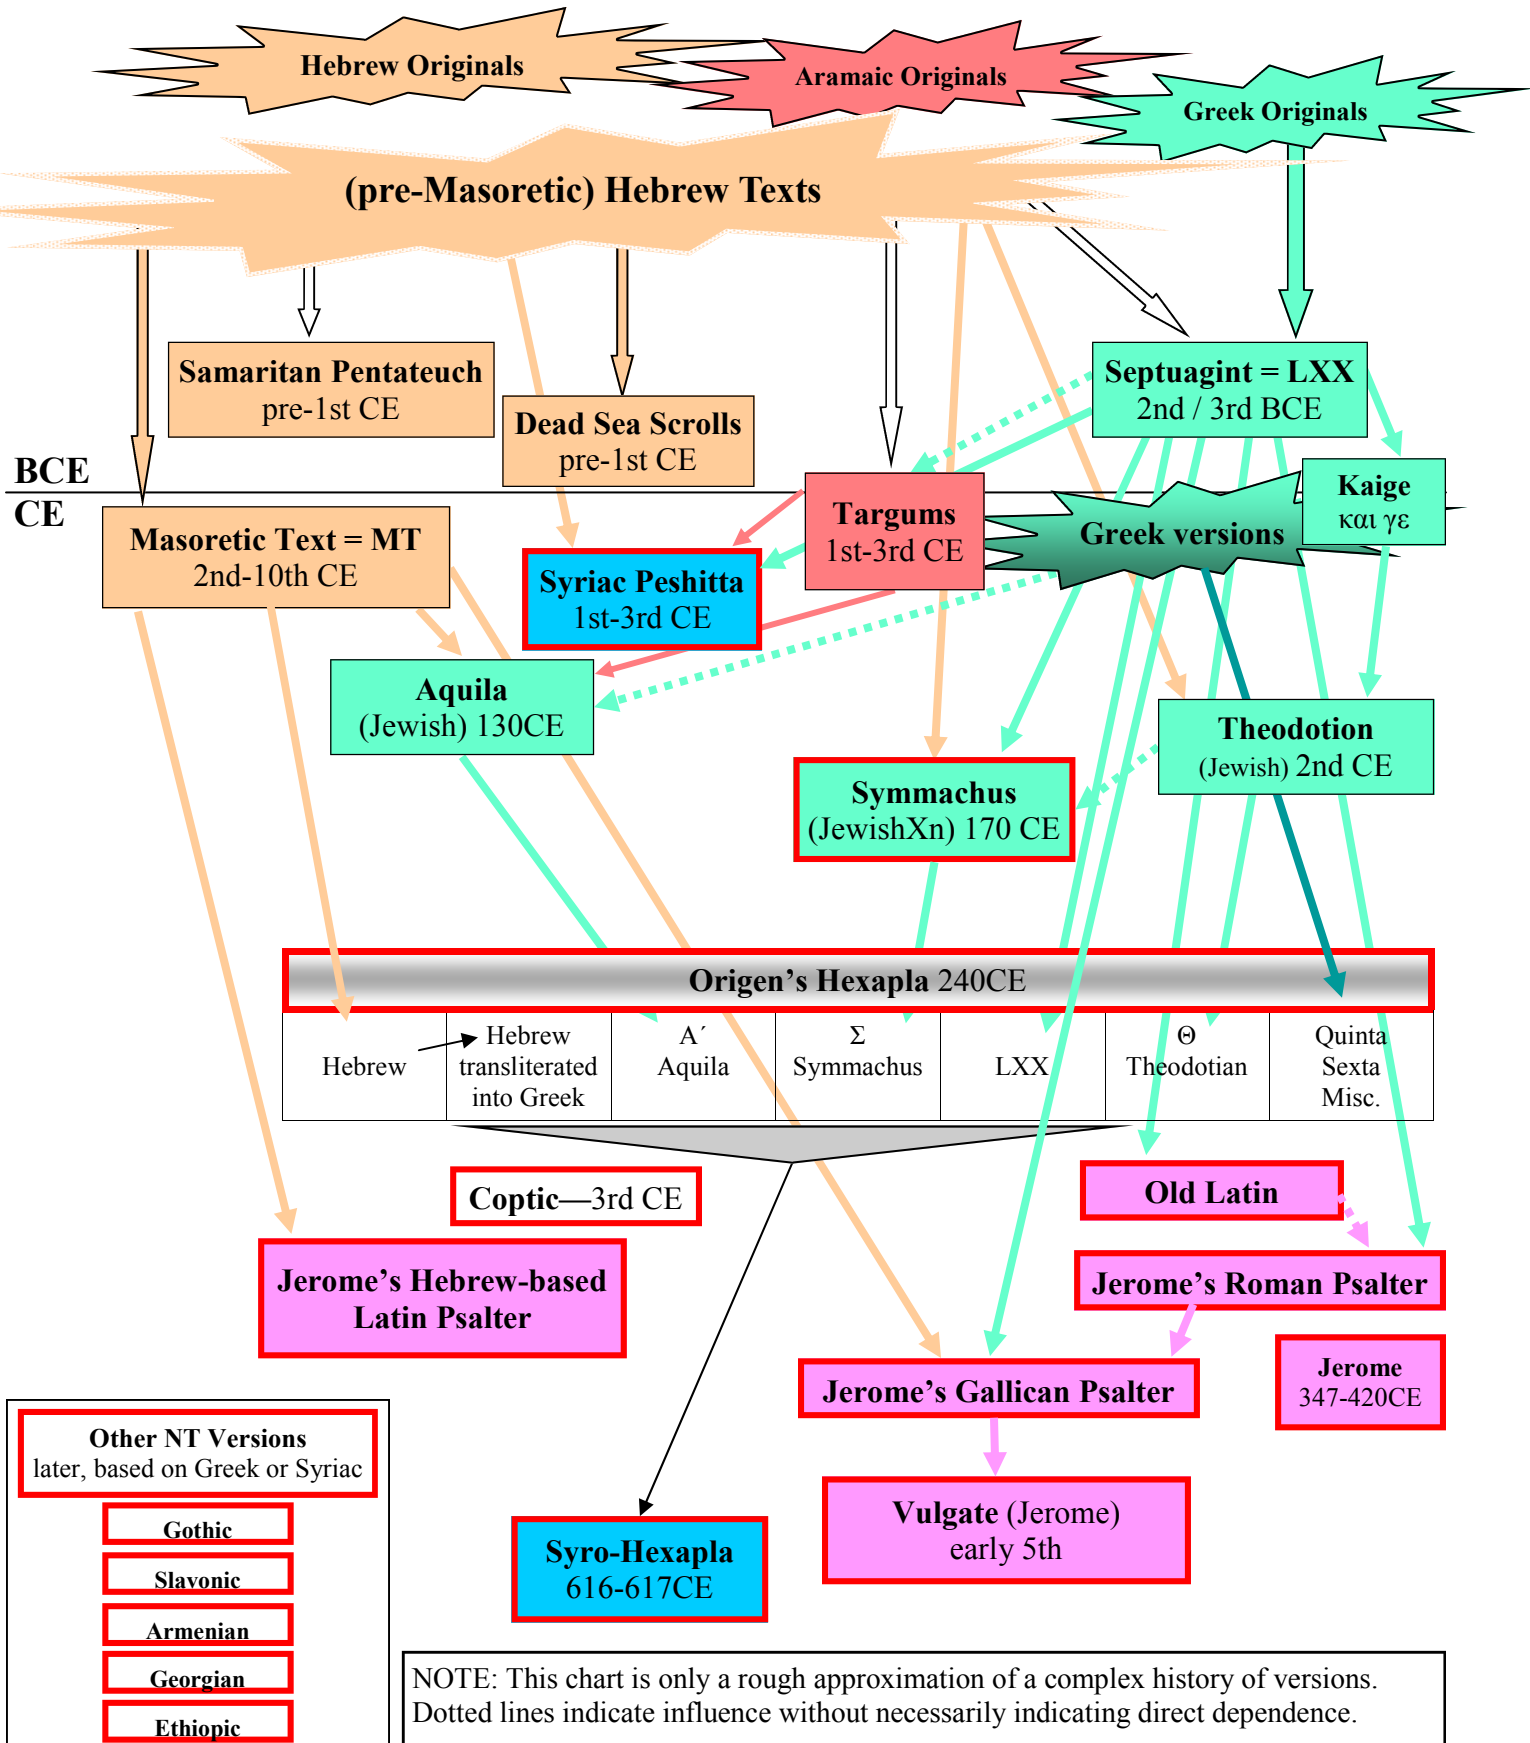 Hebrew Originals
Aramaic Originals
Greek Originals
(pre-Masoretic) Hebrew Texts
Samaritan Pentateuch
pre-1st CE
Dead Sea Scrolls
pre-1st CE
Septuagint = LXX
2nd / 3rd BCE
BCE
CE
Kaige
και γε
Masoretic Text = MT
2nd-10th CE
Targums
1st-3rd CE
Greek versions
Syriac Peshitta
1st-3rd CE
Aquila
(Jewish) 130CE
Theodotion
(Jewish) 2nd CE
Symmachus
(JewishXn) 170 CE
Origen’s Hexapla 240CE
Hebrew
Hebrew
transliterated
into Greek
Α´
Aquila
Σ
Symmachus
LXX
Θ
Theodotian
Quinta
Sexta
Misc.
Coptic—3rd CE
Old Latin
Jerome’s Hebrew-based
Latin Psalter
Jerome’s Roman Psalter
Jerome’s Gallican Psalter
Jerome
347-420CE
Other NT Versions
later, based on Greek or Syriac
Gothic
Slavonic
Armenian
Georgian
Ethiopic
Vulgate (Jerome)
early 5th
Syro-Hexapla
616-617CE
NOTE: This chart is only a rough approximation of a complex history of versions.
Dotted lines indicate influence without necessarily indicating direct dependence.